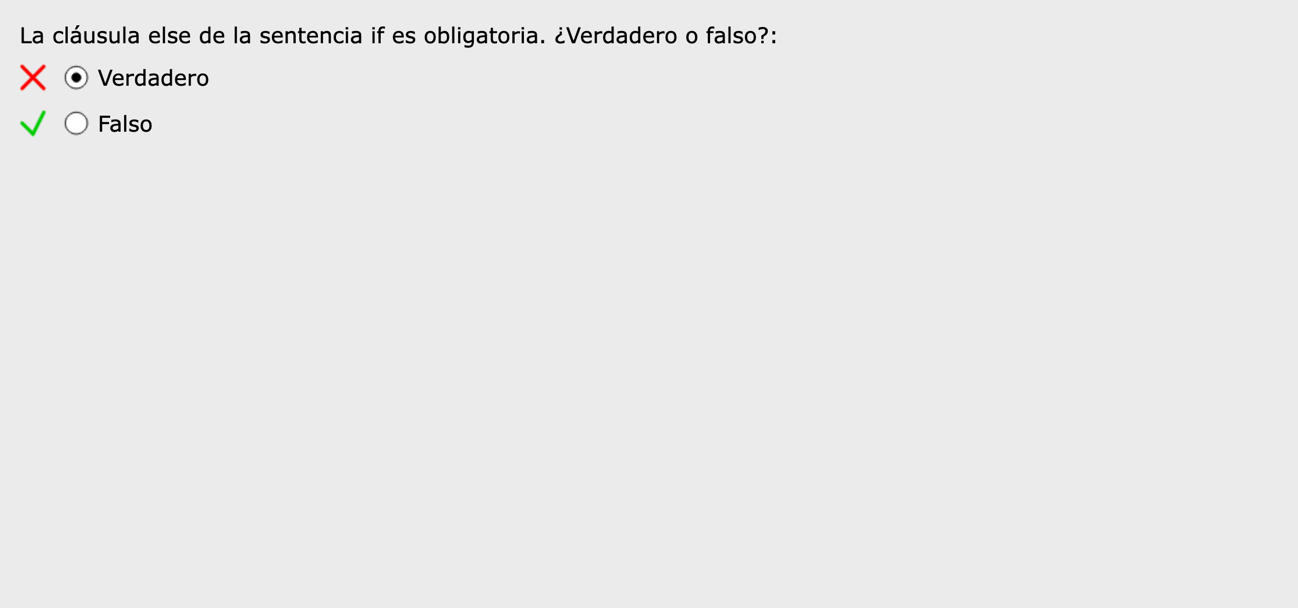 La cláusula else de la sentencia if es obligatoria. ¿Verdadero o falso?:
Verdadero
Falso